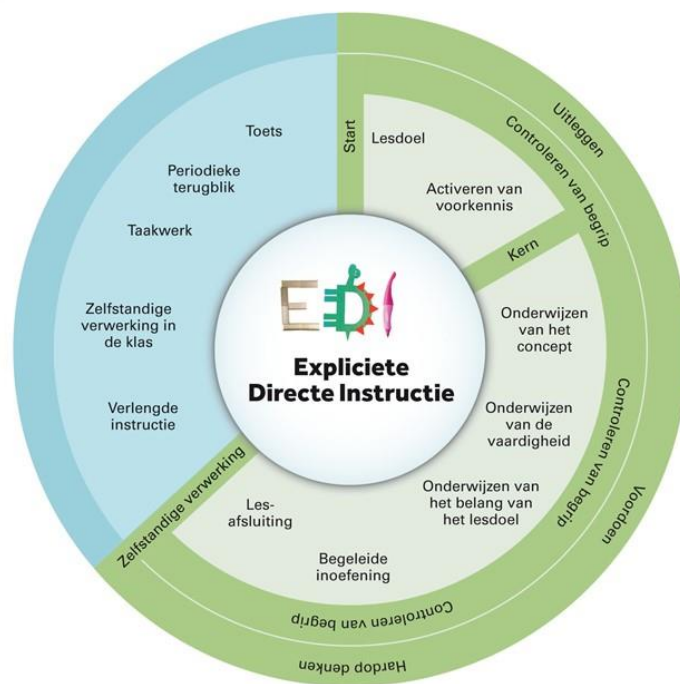 EDI
Expliciete
Directe Instructie
Start
Lesdoel
Activeren van
voorkennis
Kern
Onderwijzen
van het
concept
Onderwijzen
van de
vaardigheid
Onderwijzen van
het belang van
het lesdoel
Begeleide
inoefening
Les-
afsluiting
Zelfstandige verwerking
Verlengde
instructie
Zelfstandige
verwerking in
de klas
Taakwerk
Periodieke
terugblik
Toets
Controleren van begrip
Controleren van begrip
Controleren van begrip
Uitleggen
Voordoen
Hardop denken